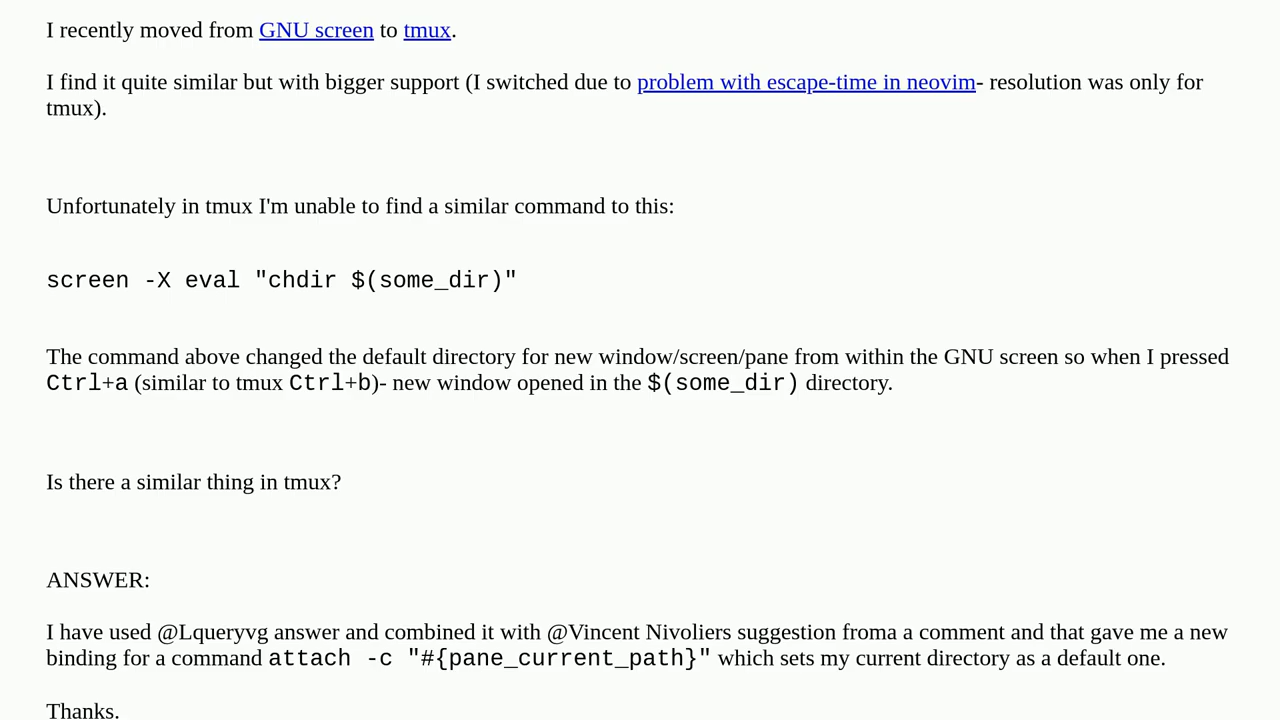 I recently moved from GNU screen to tmux.
I find it quite similar but with bigger support (I switched due to problem with escape-time in neovim- resolution was only for
tmux).
Unfortunately in tmux I'm unable to find a similar command to this:
screen -X eval "chdir $(some_dir)"
The command above changed the default directory for new window/screen/pane from within the GNU screen so when I pressed
Ctrl+a (similar to tmux Ctrl+b)- new window opened in the $(some_dir) directory.
Is there a similar thing in tmux?
ANSWER:
I have used @Lqueryvg answer and combined it with @Vincent Nivoliers suggestion froma a comment and that gave me a new
binding for a command attach -c "#{pane_current_path}" which sets my current directory as a default one.
Thanks.